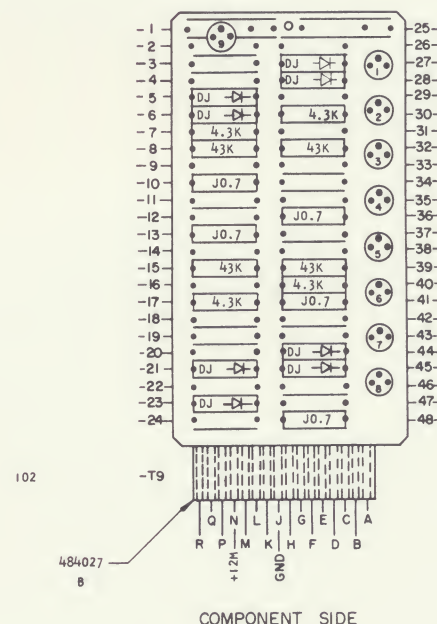 -1 25-
-2 9 26-
-3 DJ 1 27-
-4 DJ 28-
-5 DJ 29-
-6 DJ 4.3K 2 30-
-7 4.3K 31-
-8 43K 43K 3 32-
-9 33-
-10 J0.7 34-
-11 4 35-
-12 J0.7 36-
-13 J0.7 37-
-14 5 38-
-15 43K 43K 39-
-16 4.3K 6 40-
-17 4.3K J0.7 41-
-18 42-
-19 7 43-
-20 DJ 44-
-21 DJ DJ 45-
-22 8 46-
-23 DJ 47-
-24 J0.7 48-
102 -T9
Q N L J G E C A
R P +12M M K GND H F D B
484027
B
COMPONENT SIDE